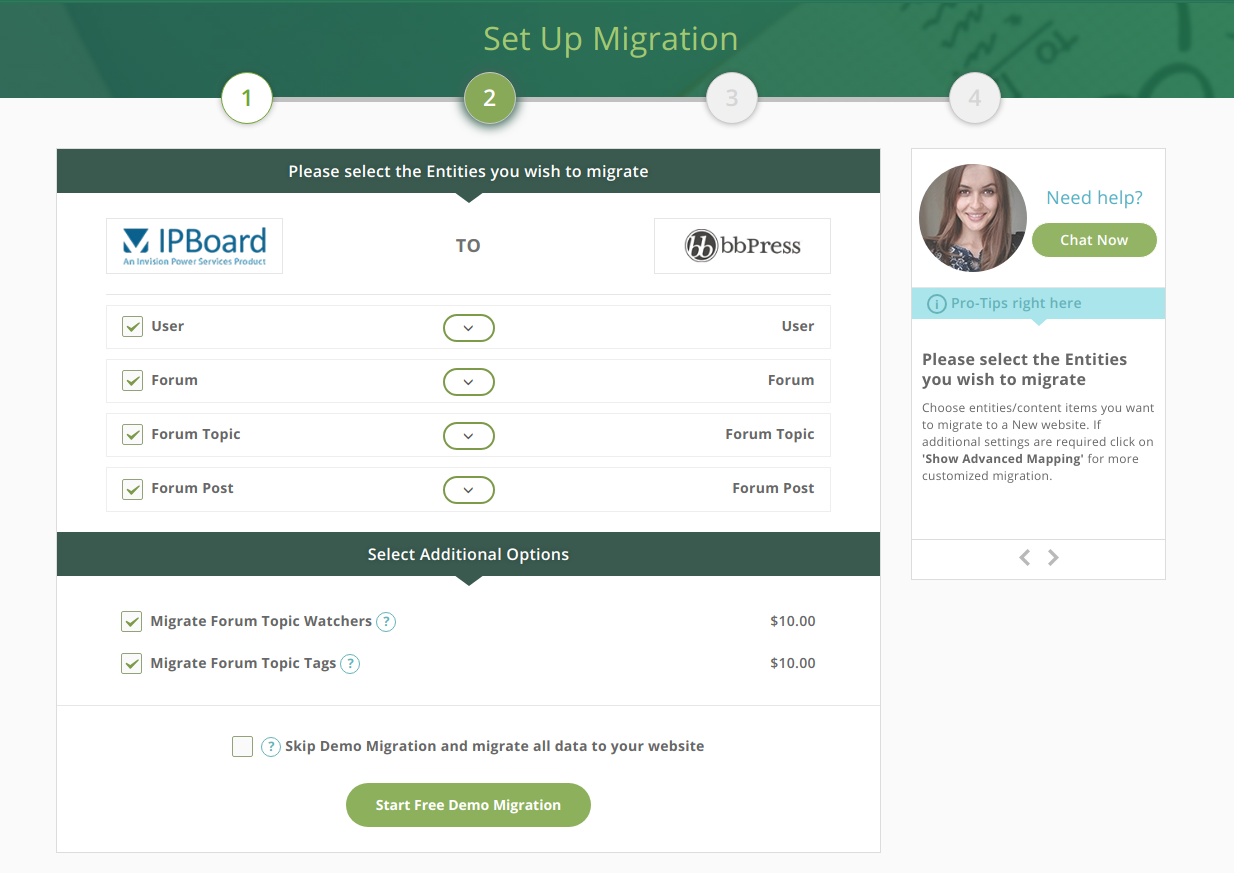 Set Up Migration
1
2
3
4
Please select the Entities you wish to migrate
IPBoard
An Invision Power Services Product
TO
bb bbPress
User
User
Forum
Forum
Forum Topic
Forum Topic
Forum Post
Forum Post
Select Additional Options
Migrate Forum Topic Watchers ?
$10.00
Migrate Forum Topic Tags ?
$10.00
? Skip Demo Migration and migrate all data to your website
Start Free Demo Migration
Need help?
Chat Now
i Pro-Tips right here
Please select the Entities
you wish to migrate
Choose entities/content items you want
to migrate to a New website. If
additional settings are required click on
'Show Advanced Mapping' for more
customized migration.